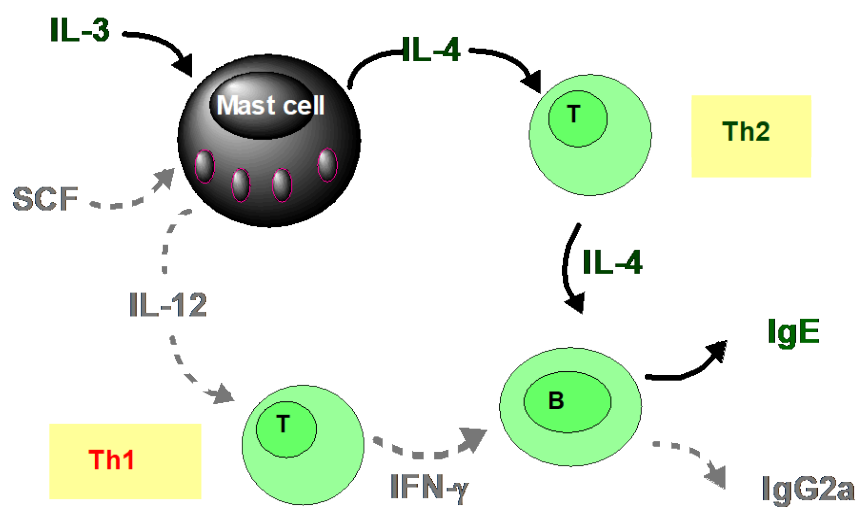 IL-3
IL-4
Mast cell
T
Th2
SCF
IL-4
IL-12
IgE
B
T
Th1
IFN-γ
IgG2a